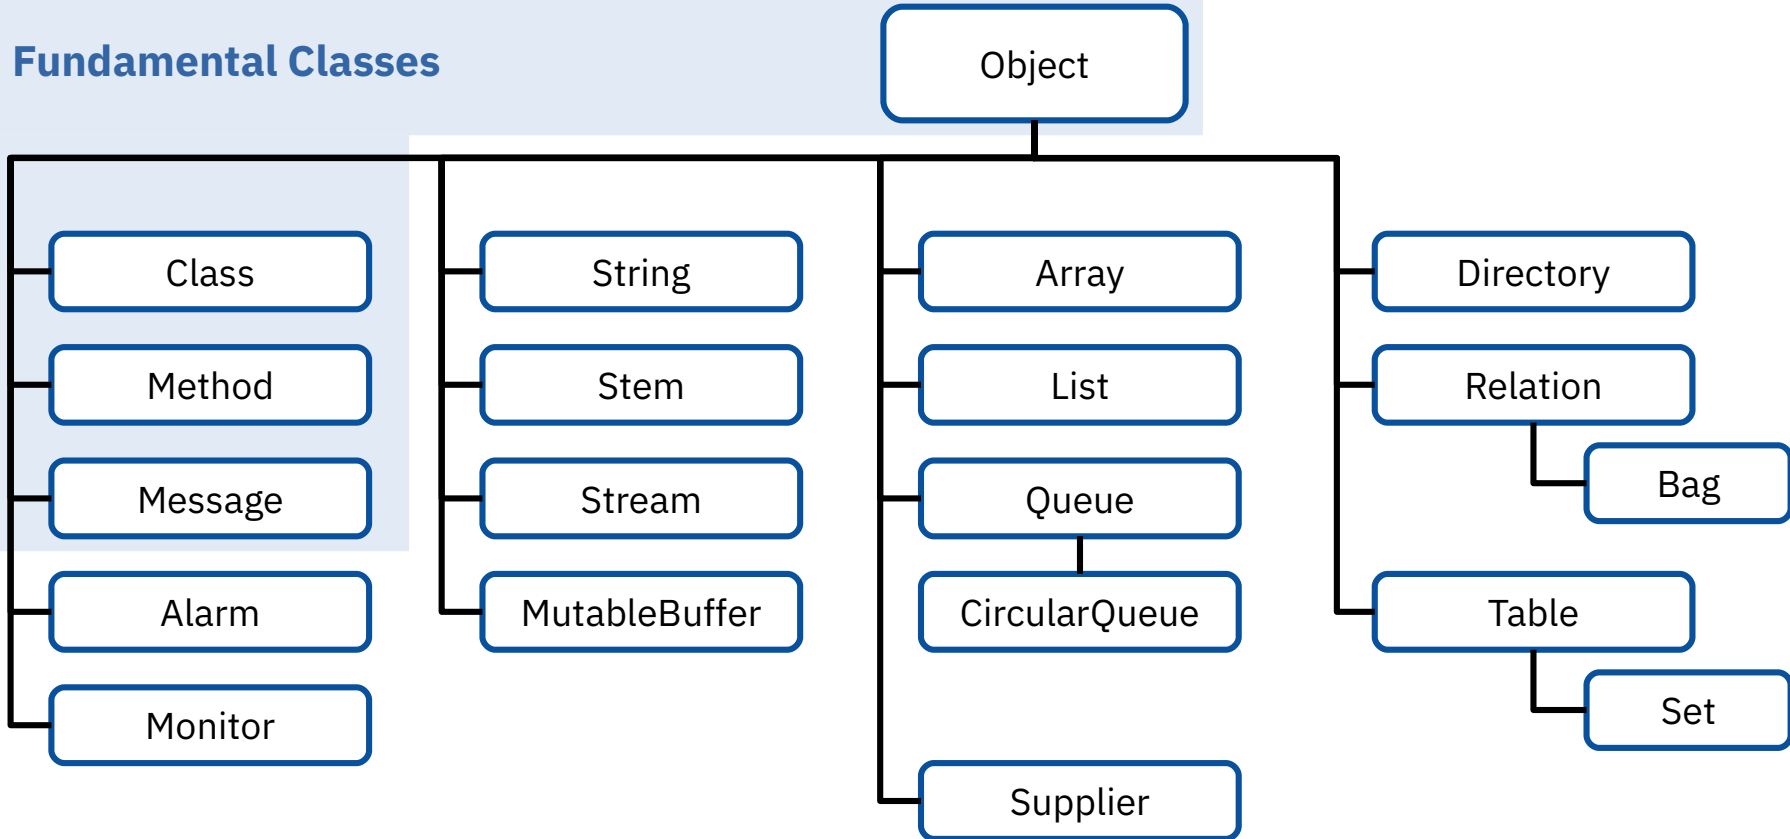 Fundamental Classes
Object
Class
Method
Message
Alarm
Monitor
String
Stem
Stream
MutableBuffer
Array
List
Queue
CircularQueue
Supplier
Directory
Relation
Bag
Table
Set